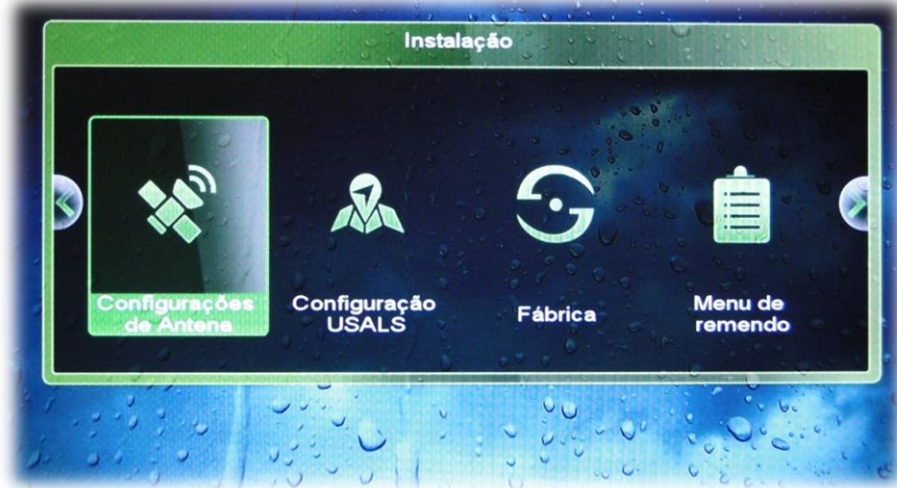 Instalação
Configurações
de Antena
Configuração
USALS
Fábrica
Menu de
remendo